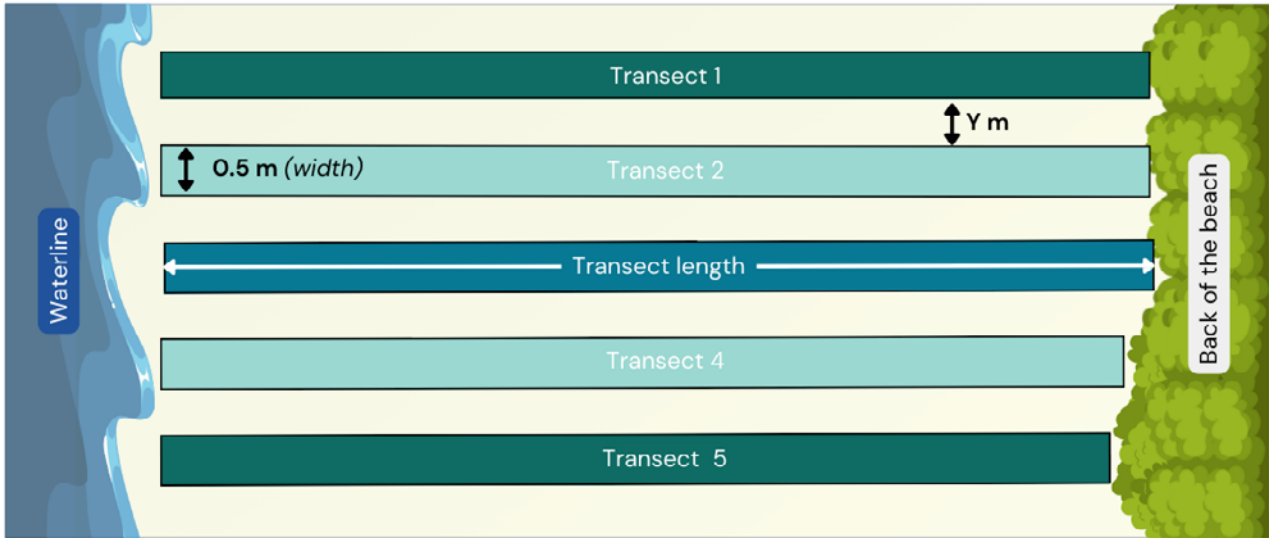 Transect 1
Y m
0.5 m (width)
Transect 2
Waterline
Transect length
Back of the beach
Transect 4
Transect 5